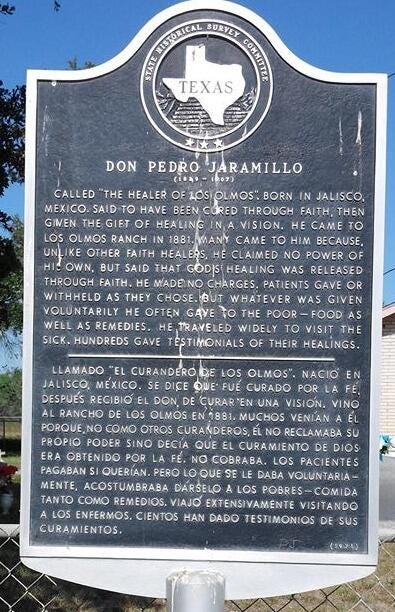 STATE HISTORICAL SURVEY COMMITTEE
TEXAS
DON PEDRO JARAMILLO
(1829 - 1907)
CALLED "THE HEALER OF LOS OLMOS". BORN IN JALISCO,
MEXICO. SAID TO HAVE BEEN CURED THROUGH FAITH, THEN
GIVEN THE GIFT OF HEALING IN A VISION. HE CAME TO
LOS OLMOS RANCH IN 1881. MANY CAME TO HIM BECAUSE,
UNLIKE OTHER FAITH HEALERS, HE CLAIMED NO POWER OF
HIS OWN, BUT SAID THAT GOD'S HEALING WAS RELEASED
THROUGH FAITH. HE MADE NO CHARGES, PATIENTS GAVE OR
WITHHELD AS THEY CHOSE. BUT WHATEVER WAS GIVEN
VOLUNTARILY HE OFTEN GAVE TO THE POOR—FOOD AS
WELL AS REMEDIES. HE TRAVELED WIDELY TO VISIT THE
SICK. HUNDREDS GAVE TESTIMONIALS OF THEIR HEALINGS.
LLAMADO "EL CURANDERO DE LOS OLMOS". NACIÓ EN
JALISCO, MÉXICO. SE DICE QUE FUÉ CURADO POR LA FÉ,
DESPUÉS RECIBIÓ EL DON, DE CURAR EN UNA VISIÓN. VINO
AL RANCHO DE LOS OLMOS EN 1881. MUCHOS VENÍAN A ÉL
PORQUE, NO COMO OTROS CURANDEROS, ÉL NO RECLAMABA SU
PROPIO PODER SINO DECÍA QUE EL CURAMIENTO DE DIOS
ERA OBTENIDO POR LA FÉ. NO COBRABA. LOS PACIENTES
PAGABAN SI QUERÍAN. PERO LO QUE SE LE DABA VOLUNTARIA-
MENTE, ACOSTUMBRABA DÁRSELO A LOS POBRES—COMIDA
TANTO COMO REMEDIOS. VIAJÓ EXTENSIVAMENTE VISITANDO
A LOS ENFERMOS. CIENTOS HAN DADO TESTIMONIOS DE SUS
CURAMIENTOS.
(1971)